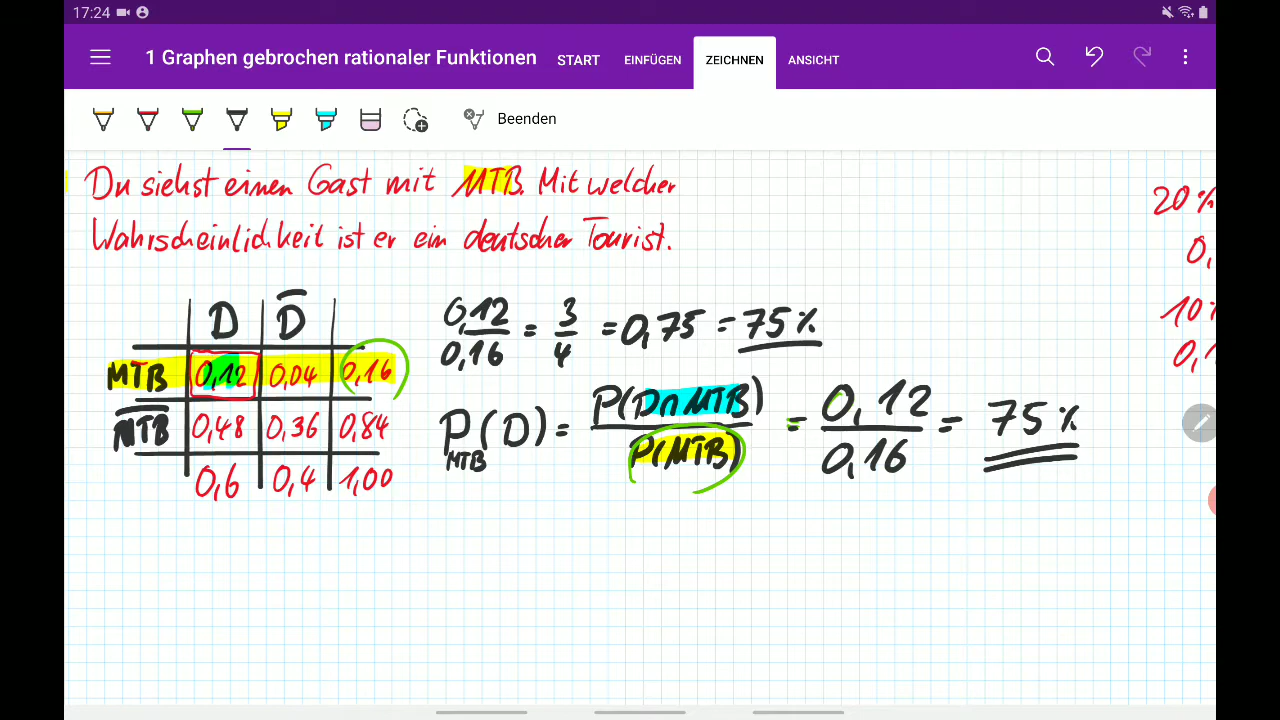 17:24
1 Graphen gebrochen rationaler Funktionen START EINFÜGEN ZEICHNEN ANSICHT
Beenden
Du siehst einen Gast mit MTB. Mit welcher
Wahrscheinlichkeit ist er ein deutscher Tourist.
20%
0,
10%
0,1
D D̅
MTB 0,12 0,04 0,16
M̅T̅B̅ 0,48 0,36 0,84
0,6 0,4 1,00
0,12/0,16 = 3/4 = 0,75 = 75%
P_MTB(D) = P(D∩MTB)/P(MTB) = 0,12/0,16 = 75%